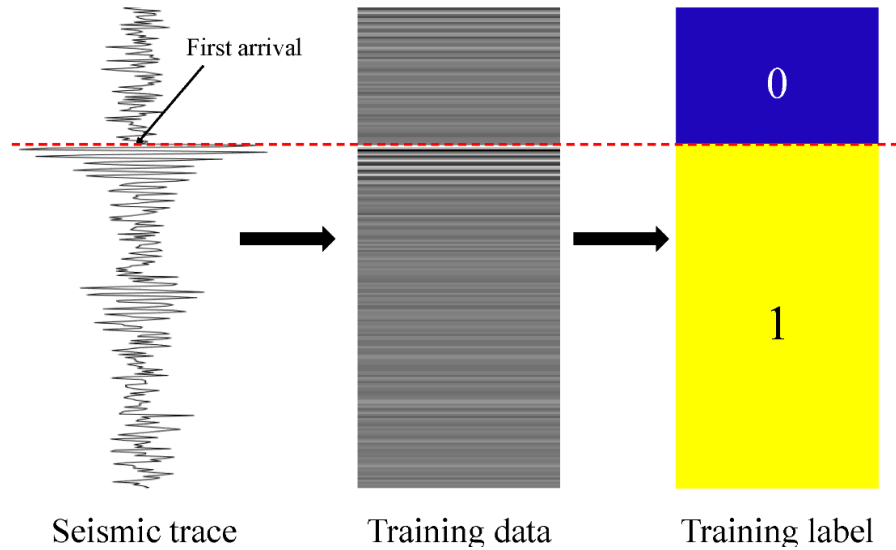 First arrival
0
1
Seismic trace
Training data
Training label